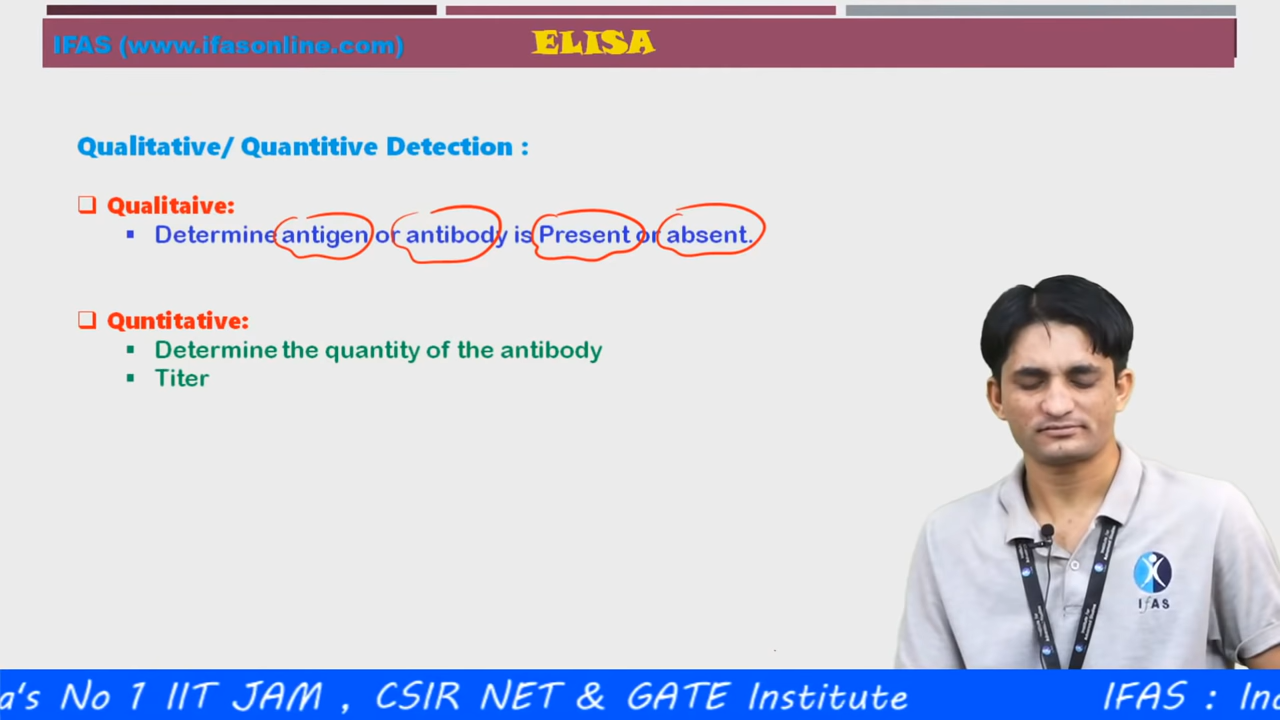 IFAS (www.ifasonline.com)
ELISA
Qualitative/ Quantitive Detection :
Qualitaive:
Determine antigen or antibody is Present or absent.
Quntitative:
Determine the quantity of the antibody
Titer
IFAS
a's No 1 IIT JAM , CSIR NET & GATE Institute IFAS : In